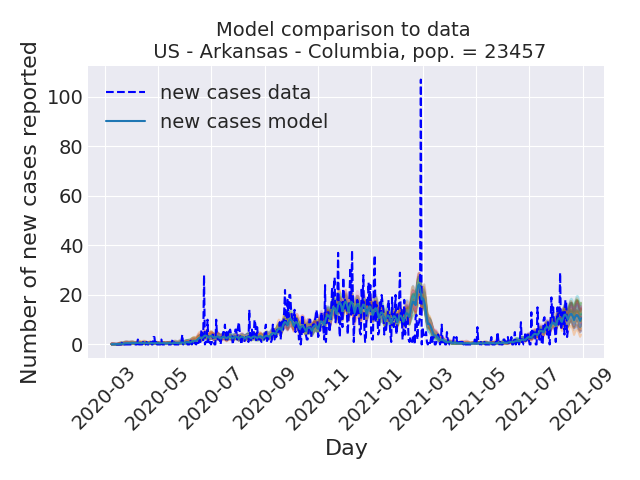 Model comparison to data
US - Arkansas - Columbia, pop. = 23457
Number of new cases reported
100
80
60
40
20
0
new cases data
new cases model
2020-03
2020-05
2020-07
2020-09
2020-11
2021-01
2021-03
2021-05
2021-07
2021-09
Day